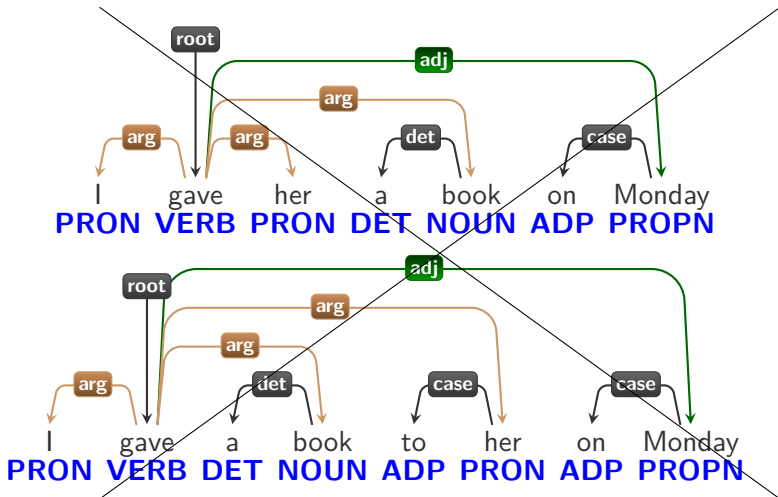 root
adj
arg
arg arg det case
I gave her a book on Monday
PRON VERB PRON DET NOUN ADP PROPN
adj
root
arg
arg
arg det case case
I gave a book to her on Monday
PRON VERB DET NOUN ADP PRON ADP PROPN